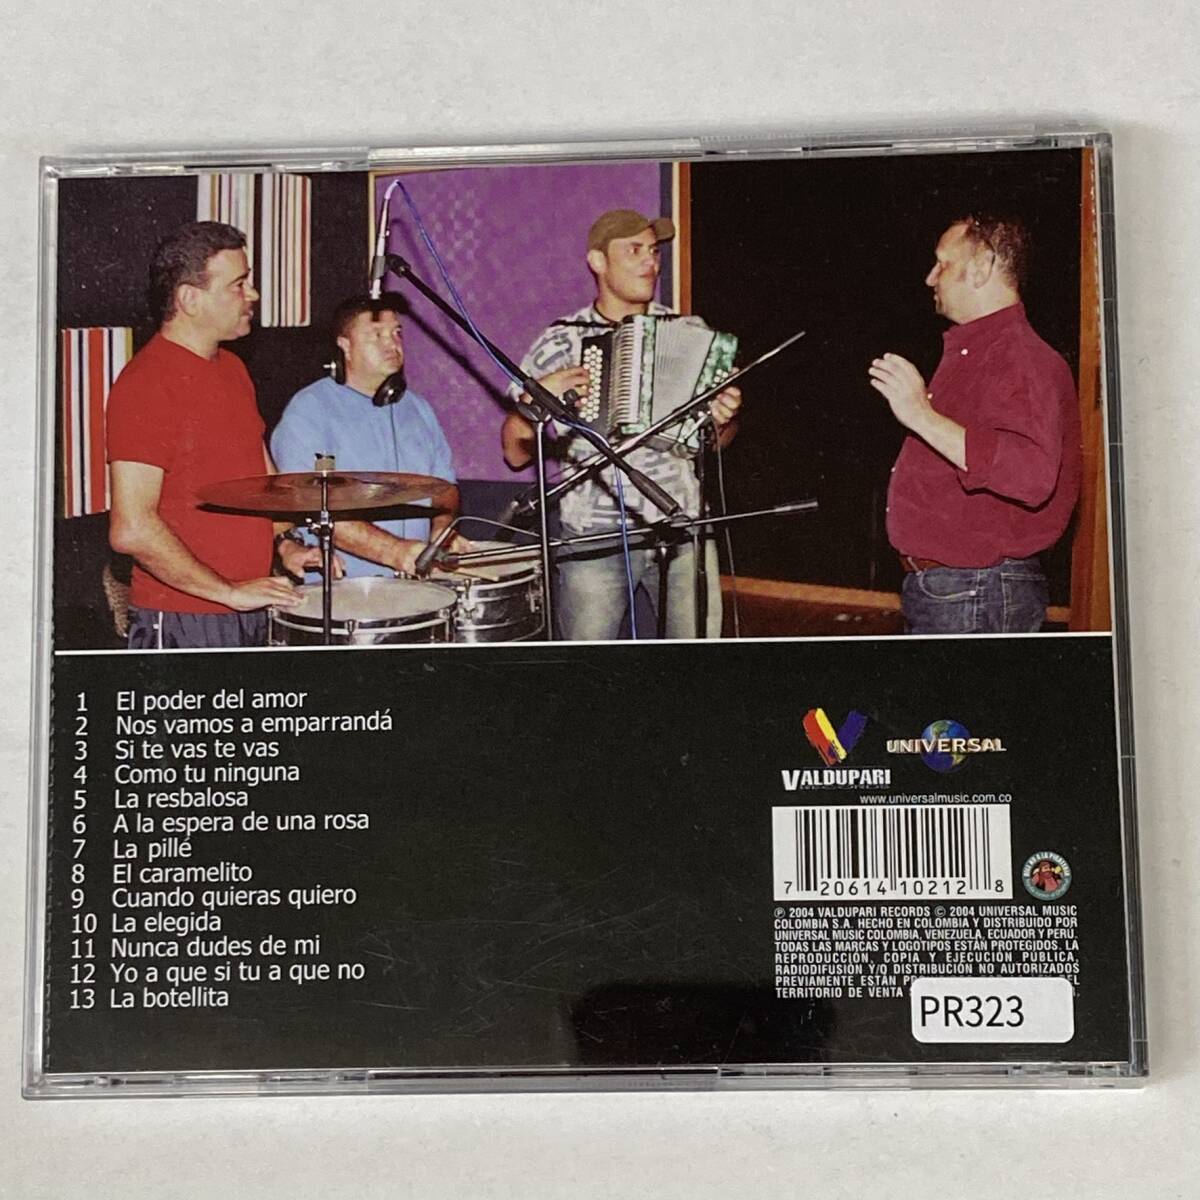 1 El poder del amor
2 Nos vamos a emparrandá
3 Si te vas te vas
4 Como tu ninguna
5 La resbalosa
6 A la espera de una rosa
7 La pillé
8 El caramelito
9 Cuando quieras quiero
10 La elegida
11 Nunca dudes de mi
12 Yo a que si tu a que no
13 La botellita
VALDUPARI
RECORDS
UNIVERSAL
www.universalmusic.com.co
7 20614 10212 8
℗ 2004 VALDUPARI RECORDS © 2004 UNIVERSAL MUSIC
COLOMBIA S.A. HECHO EN COLOMBIA Y DISTRIBUIDO POR
UNIVERSAL MUSIC COLOMBIA, VENEZUELA, ECUADOR Y PERU.
TODAS LAS MARCAS Y LOGOTIPOS ESTÁN PROTEGIDOS. LA
REPRODUCCIÓN, COPIA Y EJECUCIÓN PÚBLICA,
RADIODIFUSIÓN Y/O DISTRIBUCIÓN NO AUTORIZADOS
PREVIAMENTE ESTÁN
TERRITORIO DE VENTA
PR323